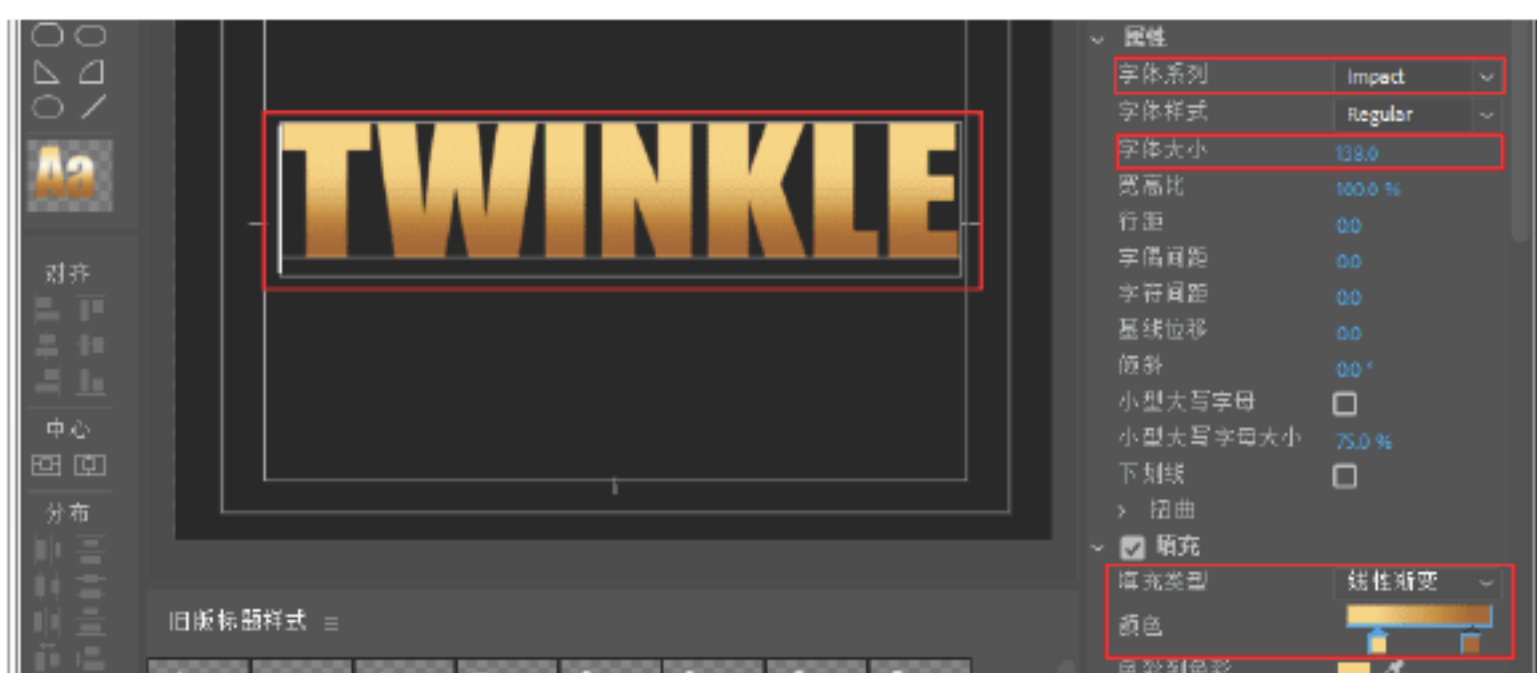 属性
字体系列 Impact
字体样式 Regular
字体大小 138.0
宽高比 100.0 %
行距 0.0
字偶间距 0.0
字符间距 0.0
基线位移 0.0
倾斜 0.0 °
小型大写字母
小型大写字母大小 75.0 %
下划线
扭曲
填充
填充类型 线性渐变
颜色
色彩到色彩
Aa
对齐
中心
分布
TWINKLE
旧版标题样式